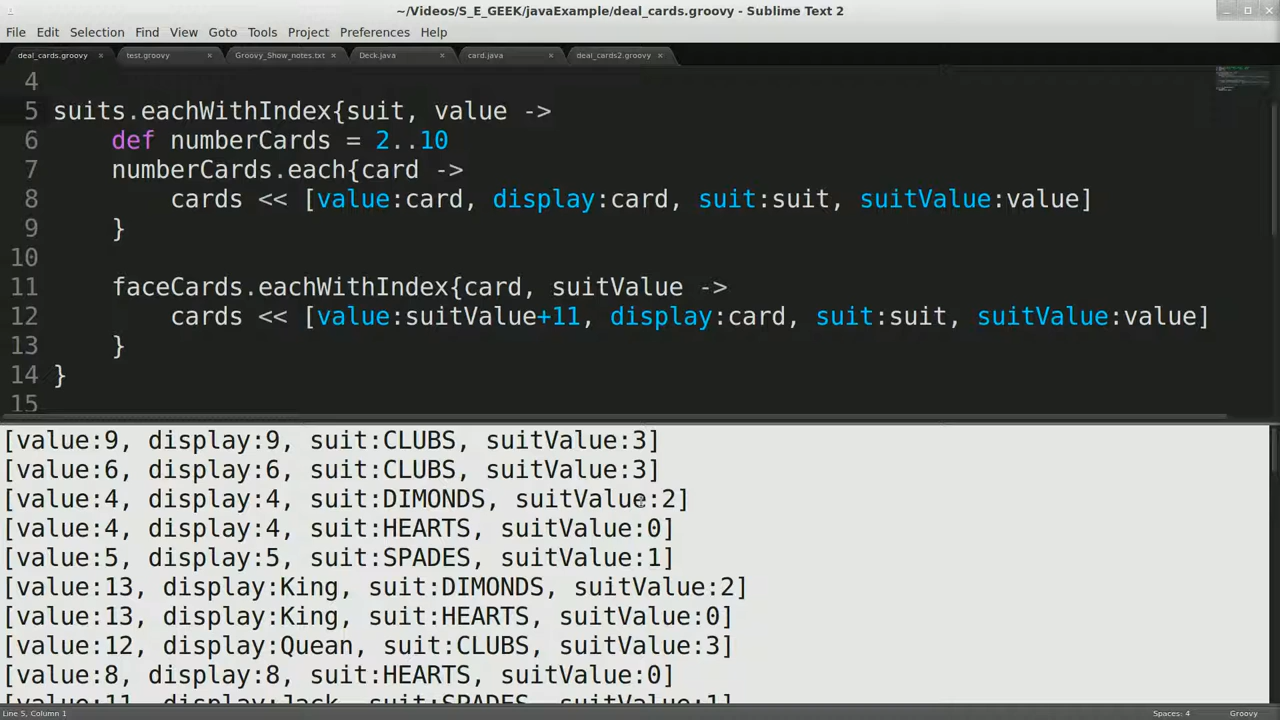 ~/Videos/S_E_GEEK/javaExample/deal_cards.groovy - Sublime Text 2
File Edit Selection Find View Goto Tools Project Preferences Help
deal_cards.groovy × test.groovy × Groovy_Show_notes.txt × Deck.java × card.java × deal_cards2.groovy ×
4
5 suits.eachWithIndex{suit, value ->
6 def numberCards = 2..10
7 numberCards.each{card ->
8 cards << [value:card, display:card, suit:suit, suitValue:value]
9 }
10
11 faceCards.eachWithIndex{card, suitValue ->
12 cards << [value:suitValue+11, display:card, suit:suit, suitValue:value]
13 }
14 }
15
[value:9, display:9, suit:CLUBS, suitValue:3]
[value:6, display:6, suit:CLUBS, suitValue:3]
[value:4, display:4, suit:DIMONDS, suitValue:2]
[value:4, display:4, suit:HEARTS, suitValue:0]
[value:5, display:5, suit:SPADES, suitValue:1]
[value:13, display:King, suit:DIMONDS, suitValue:2]
[value:13, display:King, suit:HEARTS, suitValue:0]
[value:12, display:Quean, suit:CLUBS, suitValue:3]
[value:8, display:8, suit:HEARTS, suitValue:0]
[value:11, display:Jack, suit:SPADES, suitValue:1]
Line 5, Column 1 Spaces: 4 Groovy